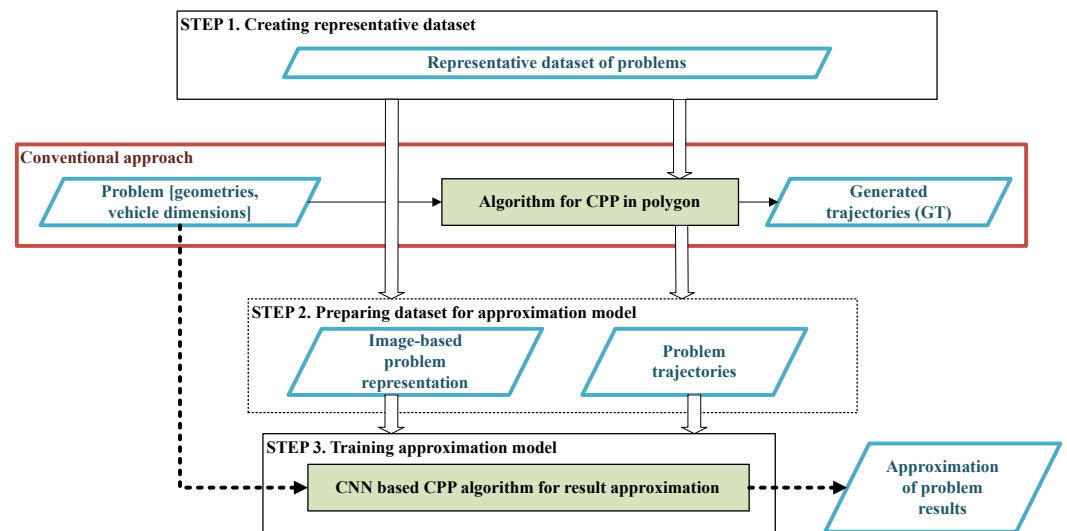 STEP 1. Creating representative dataset
Representative dataset of problems
Conventional approach
Problem [geometries,
vehicle dimensions]
Algorithm for CPP in polygon
Generated
trajectories (GT)
STEP 2. Preparing dataset for approximation model
Image-based
problem
representation
Problem
trajectories
STEP 3. Training approximation model
CNN based CPP algorithm for result approximation
Approximation
of problem
results